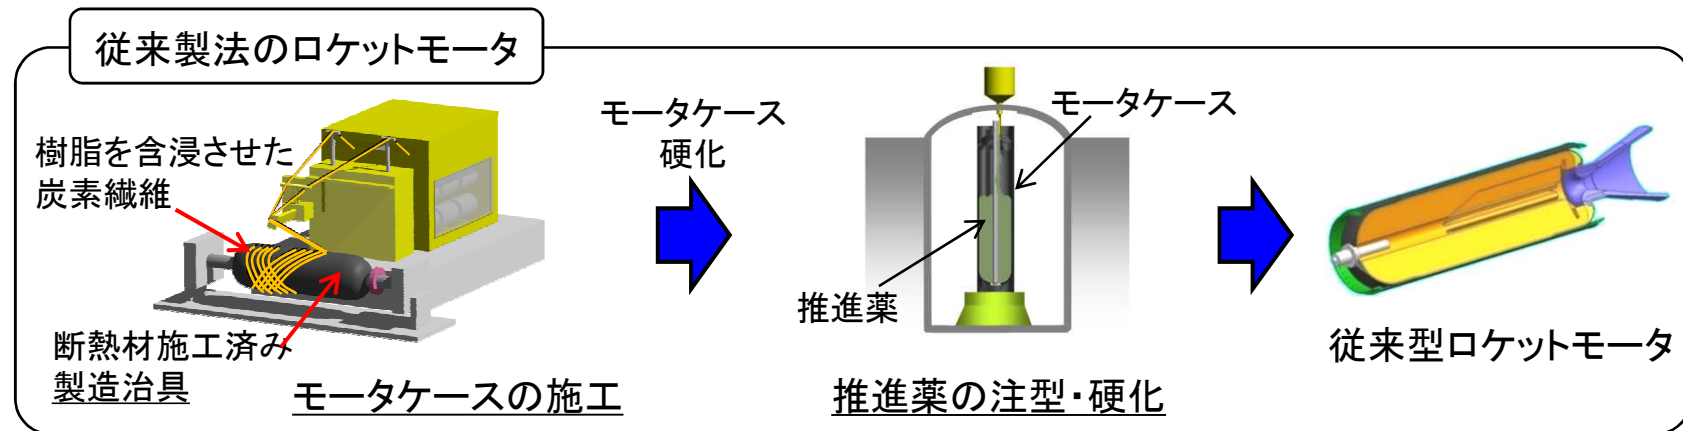 従来製法のロケットモータ
樹脂を含浸させた
炭素繊維
断熱材施工済み
製造治具
モータケースの施工
モータケース
硬化
モータケース
推進薬
推進薬の注型・硬化
従来型ロケットモータ